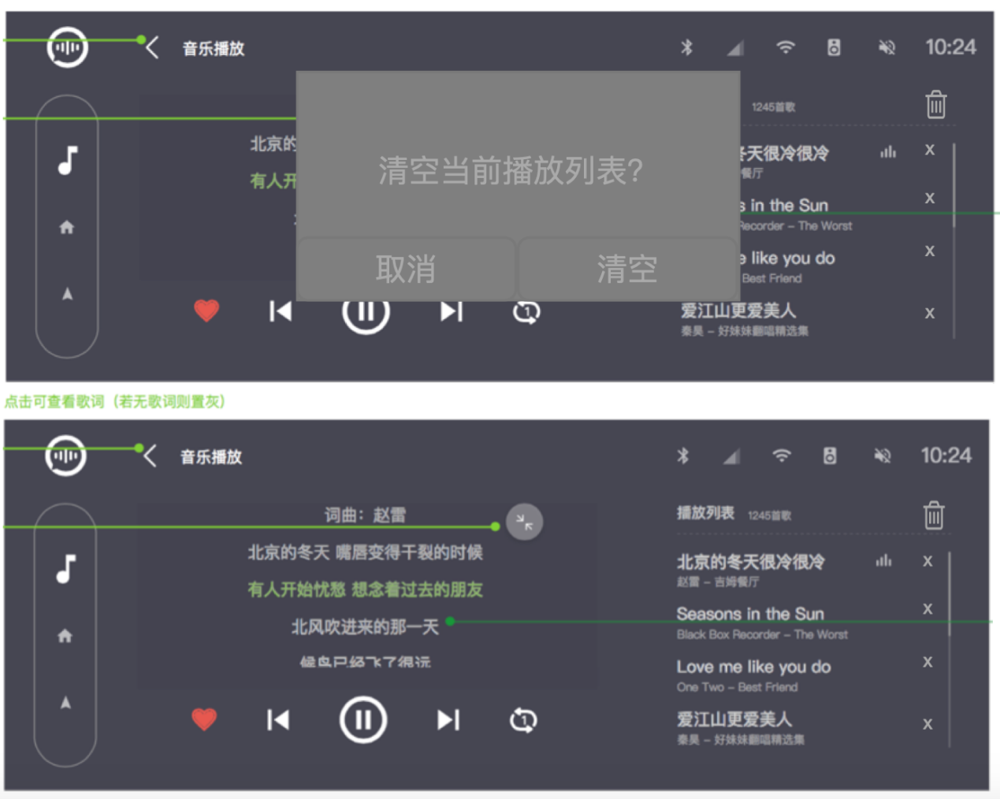 音乐播放
10:24
1245首歌
北京的
有人开
清空当前播放列表?
取消
清空
冬天很冷很冷 x
餐厅
s in the Sun x
Recorder – The Worst
e like you do x
Best Friend
爱江山更爱美人 x
秦昊 – 好妹妹翻唱精选集
1
点击可查看歌词（若无歌词则置灰）
音乐播放
10:24
词曲：赵雷
北京的冬天 嘴唇变得干裂的时候
有人开始忧愁 想念着过去的朋友
北风吹进来的那一天
候鸟已经飞了很远
播放列表 1245首歌
北京的冬天很冷很冷 x
赵雷 – 吉姆餐厅
Seasons in the Sun x
Black Box Recorder – The Worst
Love me like you do x
One Two – Best Friend
爱江山更爱美人 x
秦昊 – 好妹妹翻唱精选集
1